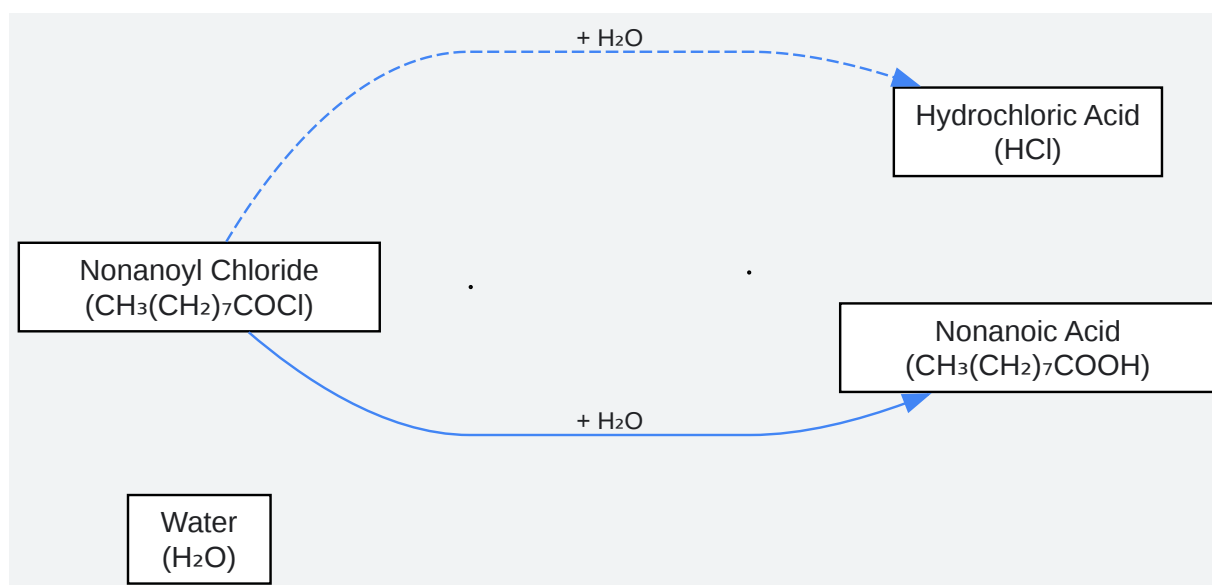 + H₂O
Hydrochloric Acid
(HCl)
Nonanoyl Chloride
(CH₃(CH₂)₇COCl)
Nonanoic Acid
(CH₃(CH₂)₇COOH)
+ H₂O
Water
(H₂O)